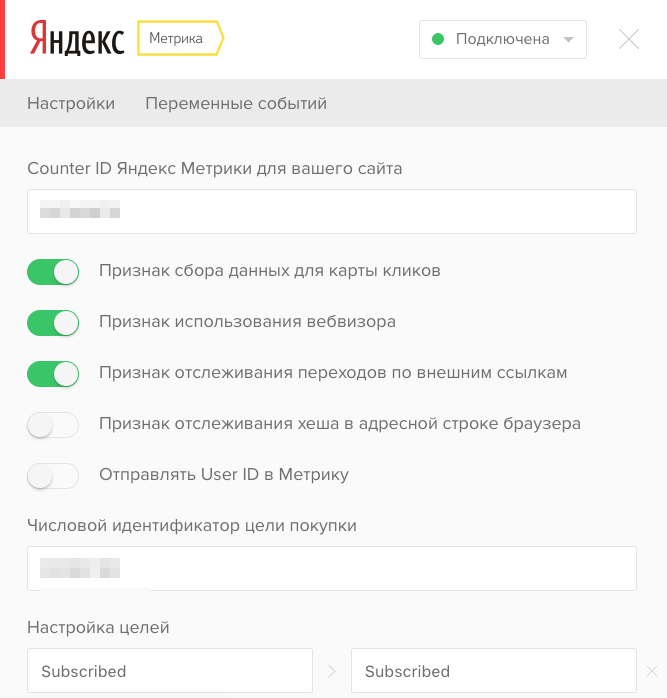 Яндекс Метрика Подключена
Настройки Переменные событий
Counter ID Яндекс Метрики для вашего сайта
Признак сбора данных для карты кликов
Признак использования вебвизора
Признак отслеживания переходов по внешним ссылкам
Признак отслеживания хеша в адресной строке браузера
Отправлять User ID в Метрику
Числовой идентификатор цели покупки
Настройка целей
Subscribed Subscribed